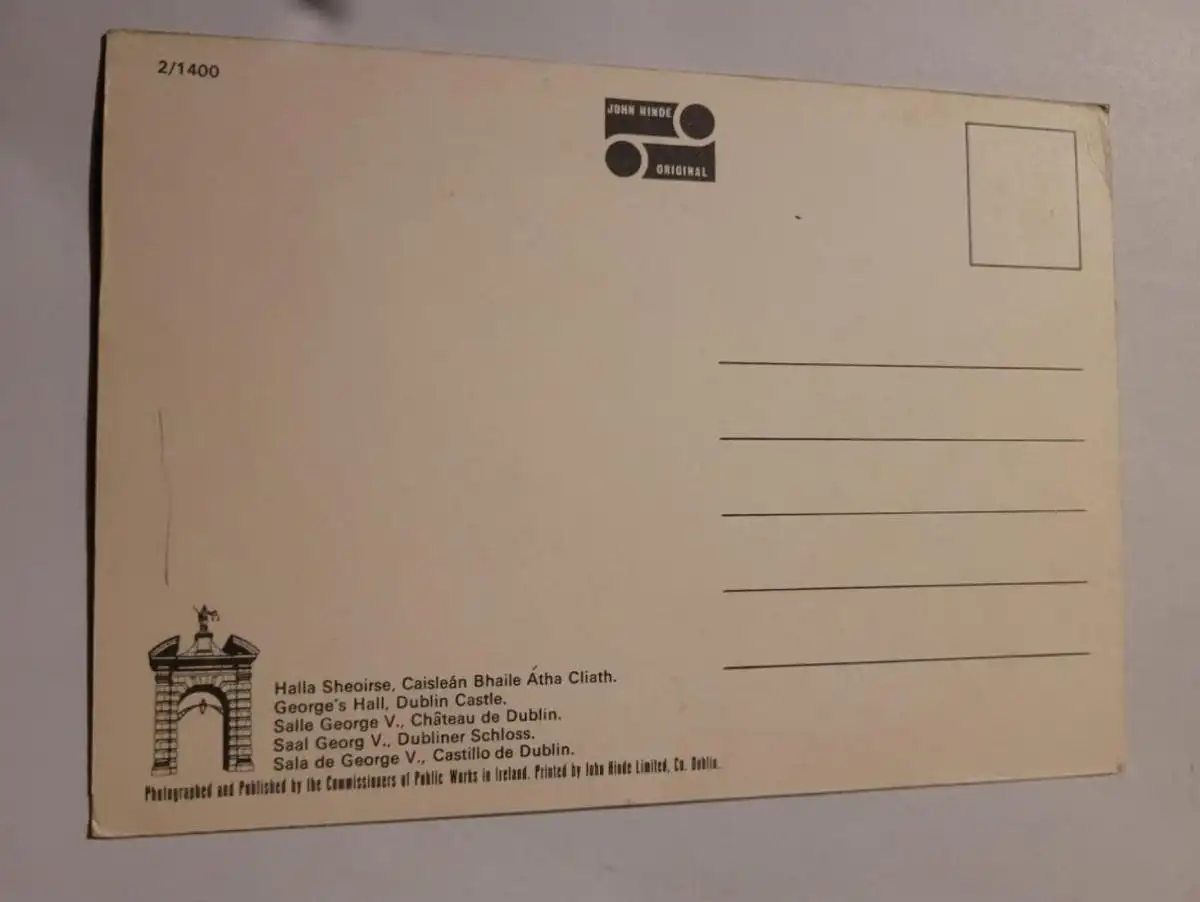 2/1400
JOHN HINDE
ORIGINAL
Halla Sheoirse, Caisleán Bhaile Átha Cliath.
George's Hall, Dublin Castle.
Salle George V., Château de Dublin.
Saal Georg V., Dubliner Schloss.
Sala de George V., Castillo de Dublin.
Photographed and Published by the Commissioners of Public Works in Ireland. Printed by John Hinde Limited, Co. Dublin.